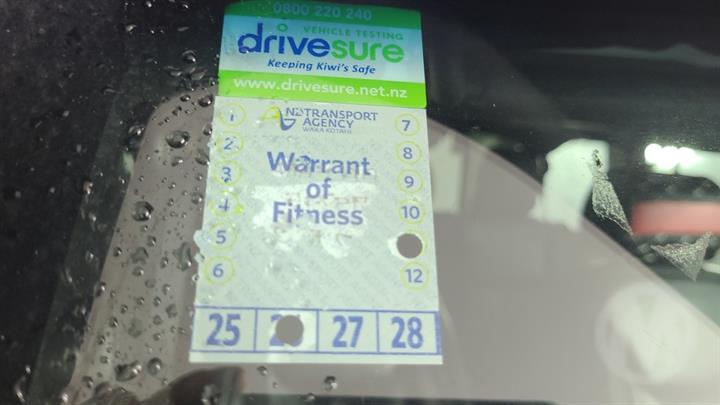 0800 220 240
VEHICLE TESTING
drivesure
Keeping Kiwi's Safe
www.drivesure.net.nz
NZ TRANSPORT
AGENCY
WAKA KOTAHI
Warrant
of
Fitness
1
2
3
4
5
6
7
8
9
10
12
25
27
28